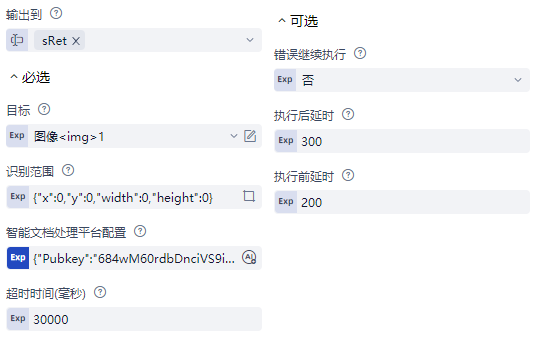 输出到
sRet ×
必选
目标
Exp 图像<img>1
识别范围
Exp {"x":0,"y":0,"width":0,"height":0}
智能文档处理平台配置
Exp {"Pubkey":"684wM60rdbDnciVS9i...
超时时间(毫秒)
Exp 30000
可选
错误继续执行
Exp 否
执行后延时
Exp 300
执行前延时
Exp 200